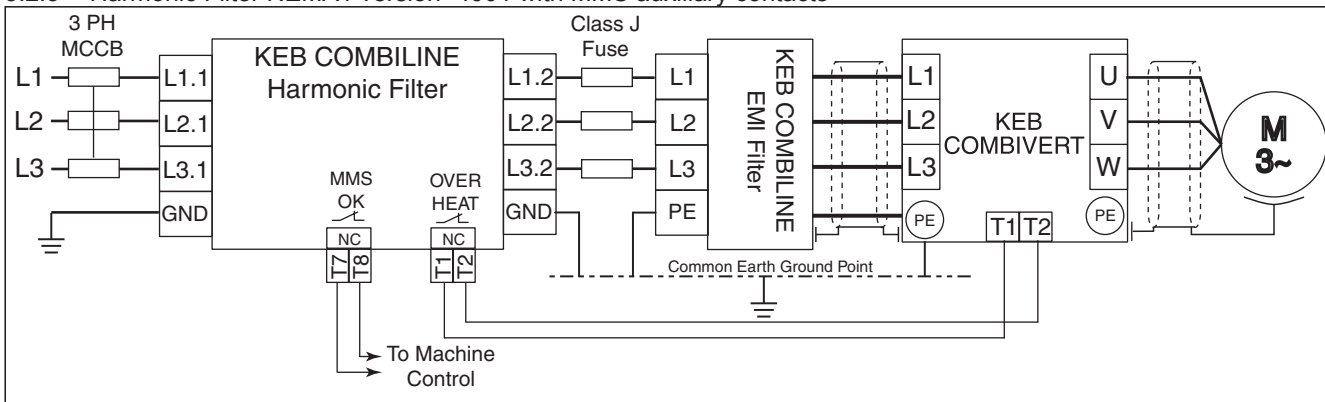 3 PH
MCCB
Class J
Fuse
KEB COMBILINE
Harmonic Filter
KEB COMBILINE
EMI Filter
KEB
COMBIVERT
L1
L1.1
L1.2
L1
L1
U
L2
L2.1
L2.2
L2
L2
V
L3
L3.1
L3.2
L3
L3
W
M
3~
GND
MMS
OK
OVER
HEAT
GND
PE
PE
PE
NC
NC
T7
T8
T1
T2
T1
T2
Common Earth Ground Point
To Machine
Control